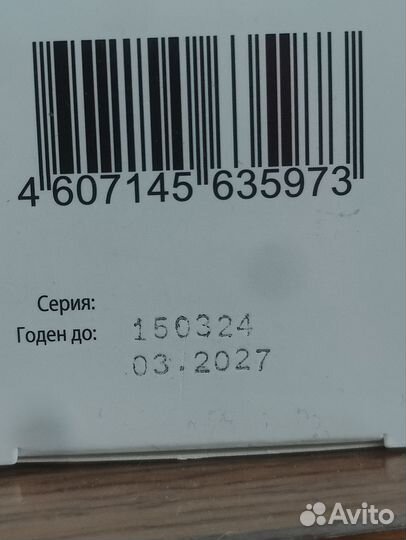 4 607145 635973
Серия: 150324
Годен до: 03.2027
Avito